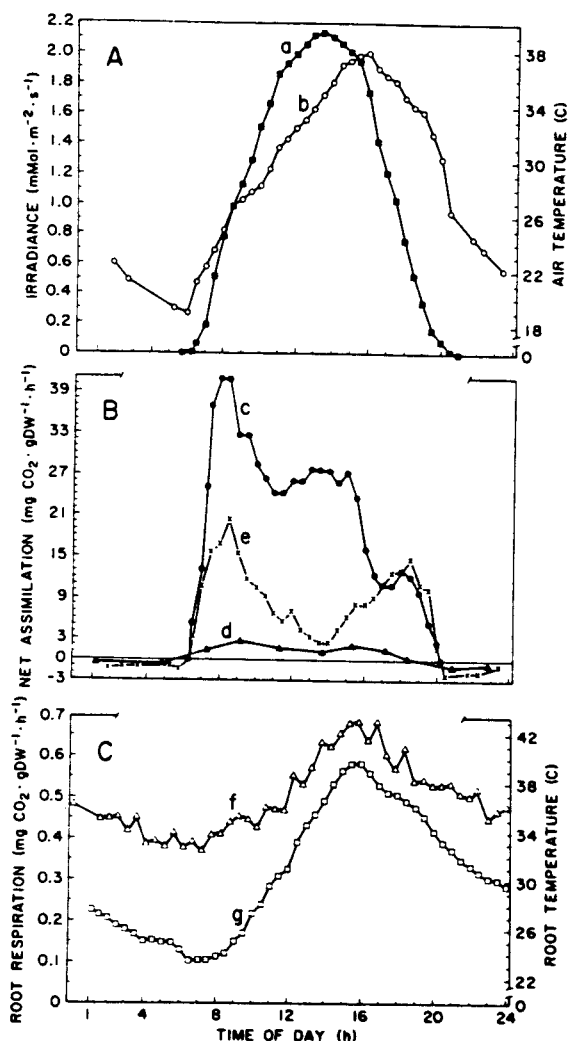 A
a
b
IRRADIANCE (mMol·m⁻²·s⁻¹)
2.2
2.0
1.8
1.6
1.4
1.2
1.0
0.8
0.6
0.4
0.2
0
AIR TEMPERATURE (C)
38
34
30
26
22
18
0
B
c
e
d
NET ASSIMILATION (mg CO₂·gDW⁻¹·h⁻¹)
39
33
27
21
15
9
3
0
-3
C
f
g
ROOT RESPIRATION (mg CO₂·gDW⁻¹·h⁻¹)
0.7
0.6
0.5
0.4
0.3
0.2
0.1
0
ROOT TEMPERATURE (C)
42
38
34
30
26
22
0
1 4 8 12 16 20 24
TIME OF DAY (h)